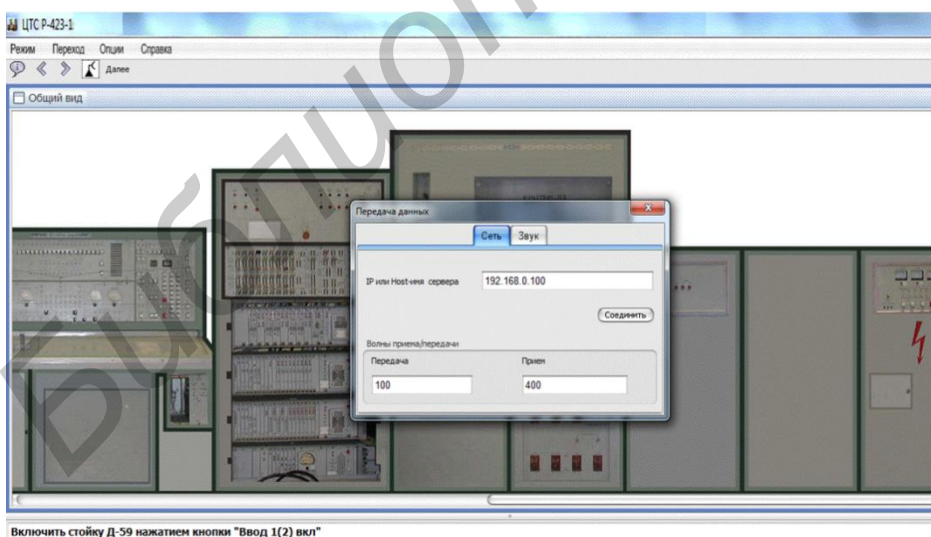 ЦТС Р-423-1
Режим Переход Опции Справка
Далее
Общий вид
Передача данных
Сеть Звук
IP или Host-имя сервера 192.168.0.100
Соединить
Волны приема/передачи
Передача Прием
100 400
Включить стойку Д-59 нажатием кнопки "Ввод 1(2) вкл"